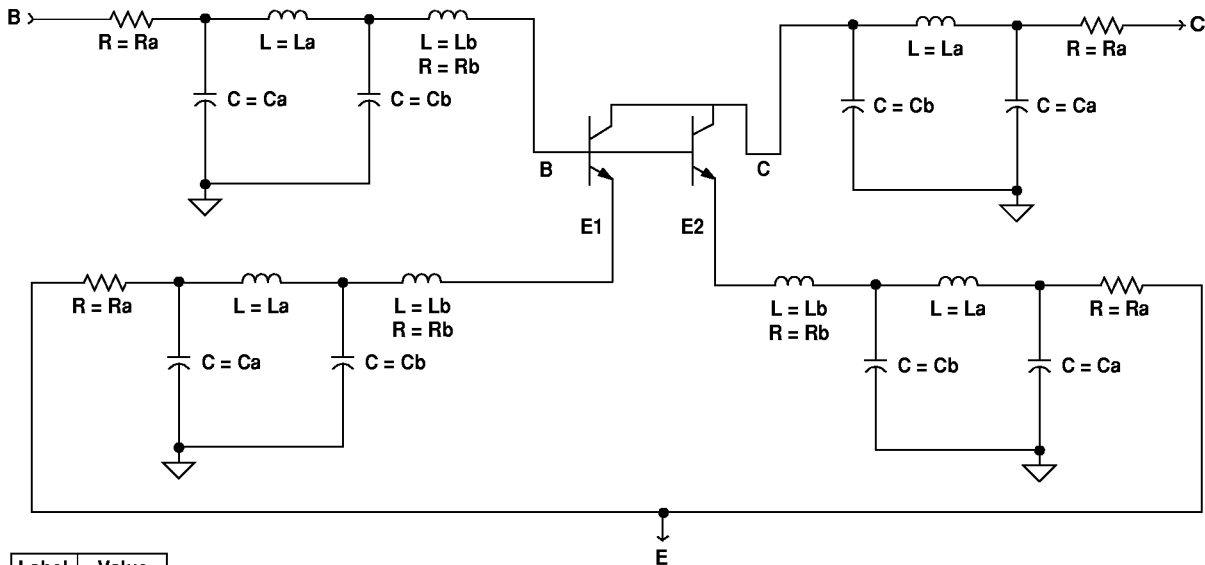 B
R = Ra
L = La
L = Lb
R = Rb
C = Ca
C = Cb
L = La
R = Ra
C
C = Cb
C = Ca
B
C
E1
E2
R = Ra
L = La
L = Lb
R = Rb
C = Ca
C = Cb
L = Lb
R = Rb
L = La
R = Ra
C = Cb
C = Ca
E
Label Value